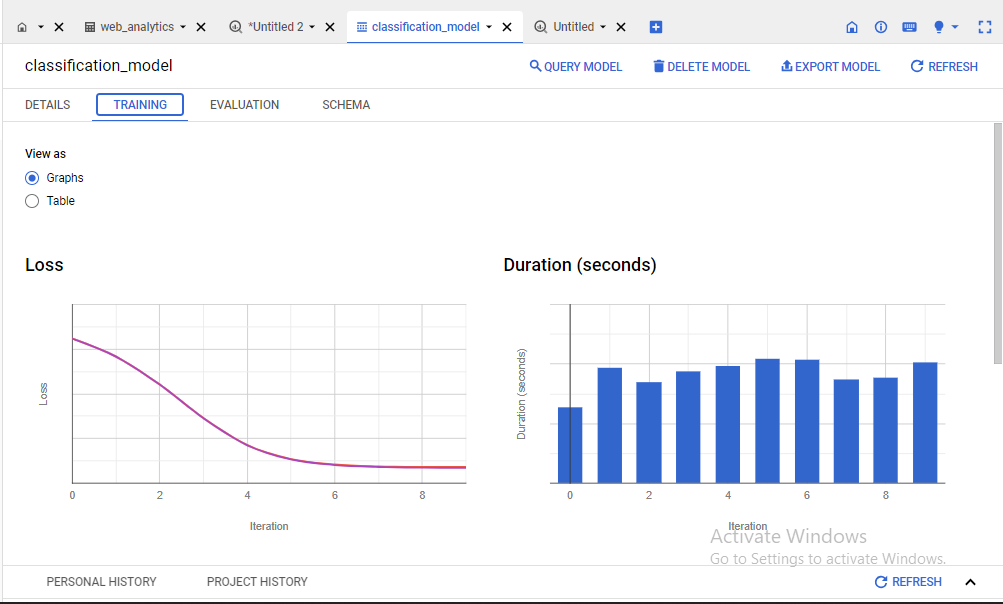 web_analytics
*Untitled 2
classification_model
Untitled
classification_model
QUERY MODEL
DELETE MODEL
EXPORT MODEL
REFRESH
DETAILS
TRAINING
EVALUATION
SCHEMA
View as
Graphs
Table
Loss
Loss
0 2 4 6 8
Iteration
Duration (seconds)
Duration (seconds)
0 2 4 6 8
Iteration
Activate Windows
Go to Settings to activate Windows.
PERSONAL HISTORY
PROJECT HISTORY
REFRESH